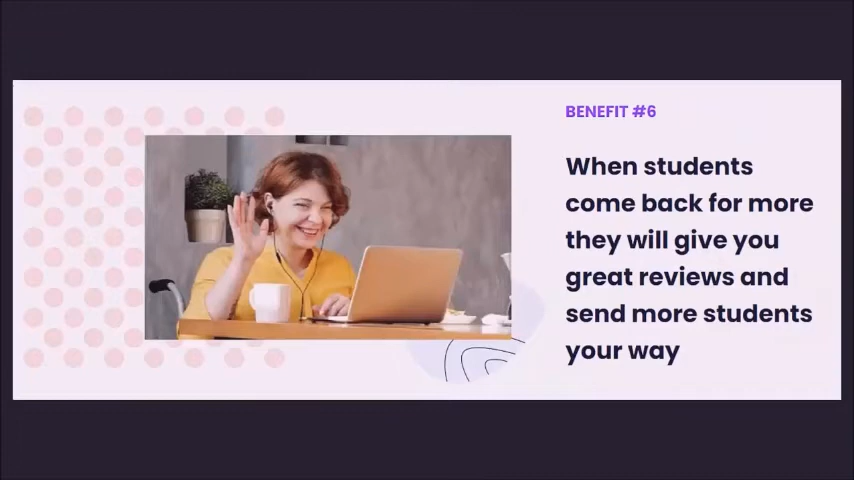 BENEFIT #6
When students
come back for more
they will give you
great reviews and
send more students
your way